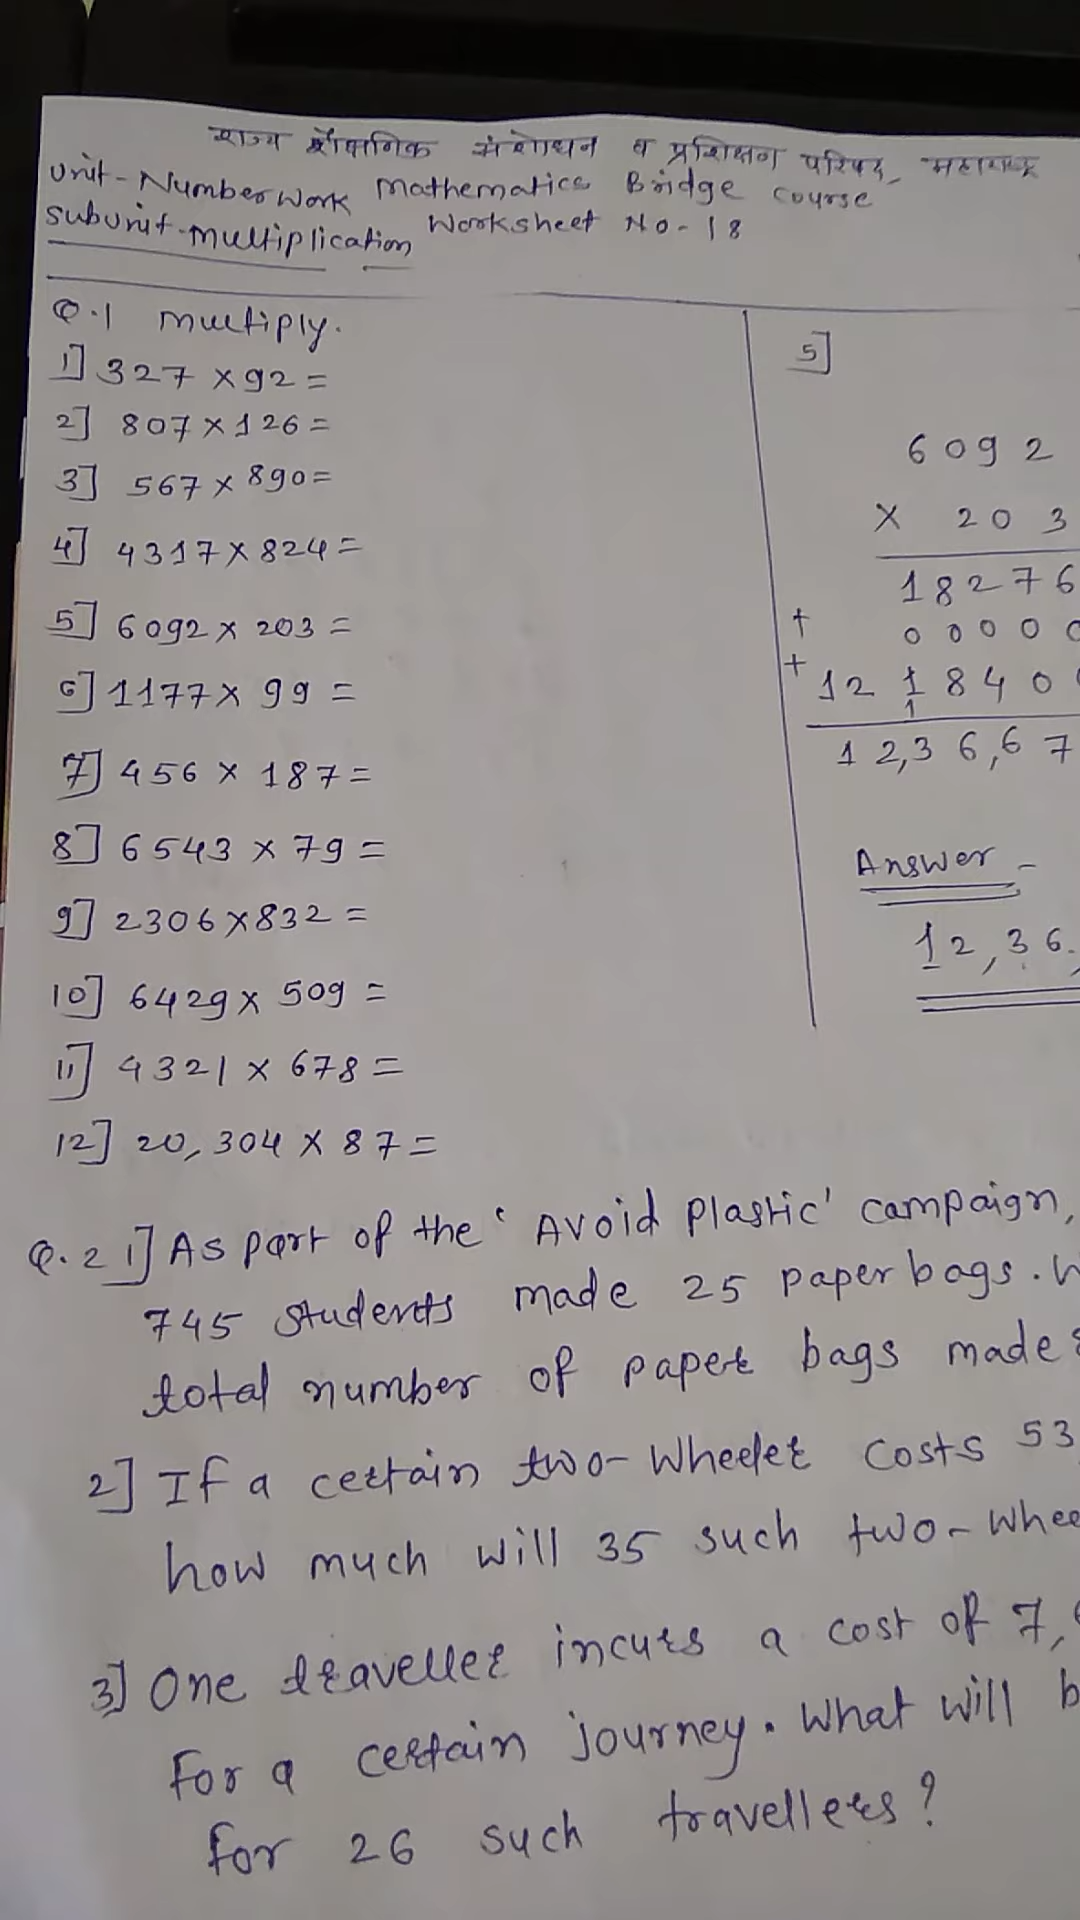 राज्य शैक्षणिक संशोधन व प्रशिक्षण परिषद, महाराष्ट्र
Unit-Number work Mathematics Bridge course
Subunit-multiplication Worksheet No-18
Q.1 multiply.
1] 327 × 92 =
2] 807 × 126 =
3] 567 × 890 =
4] 4317 × 824 =
5] 6092 × 203 =
6] 1177 × 99 =
7] 456 × 187 =
8] 6543 × 79 =
9] 2306 × 832 =
10] 6429 × 509 =
11] 4321 × 678 =
12] 20,304 × 87 =
5]
6092
× 203
18276
+ 0000
+ 121840
1
12,36,67
Answer -
12,36,
Q.2 1] As part of the 'Avoid plastic' campaign,
745 students made 25 paper bags.
total number of paper bags made
2] If a certain two-wheeler costs 53
how much will 35 such two-whee
3] One traveller incurs a cost of 7,
for a certain journey. What will b
for 26 such travellers?